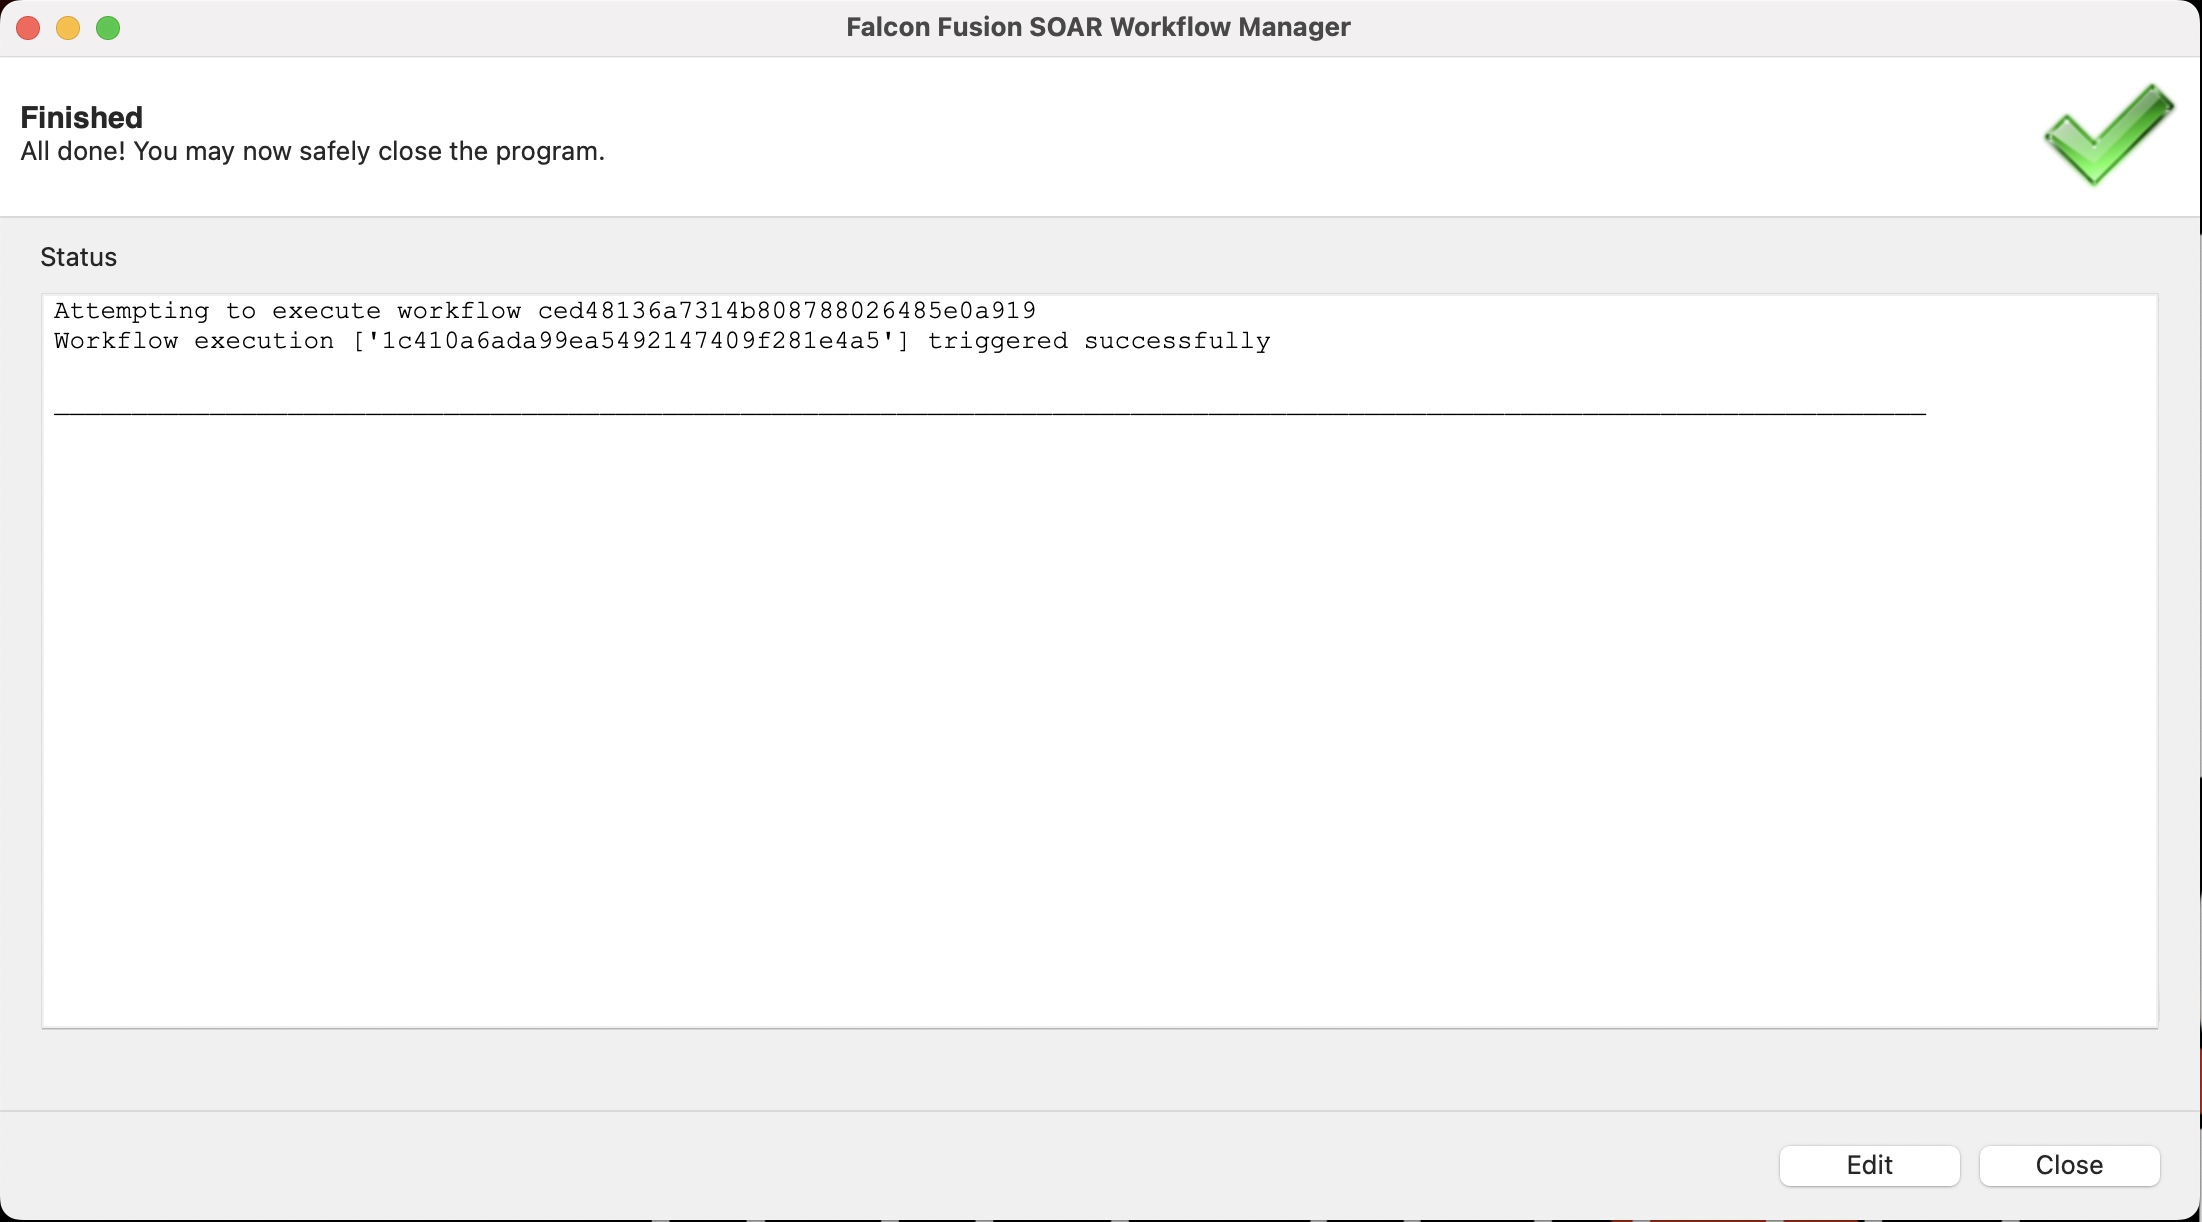 Falcon Fusion SOAR Workflow Manager
Finished
All done! You may now safely close the program.
Status
Attempting to execute workflow ced48136a7314b808788026485e0a919
Workflow execution ['1c410a6ada99ea5492147409f281e4a5'] triggered successfully
Edit
Close